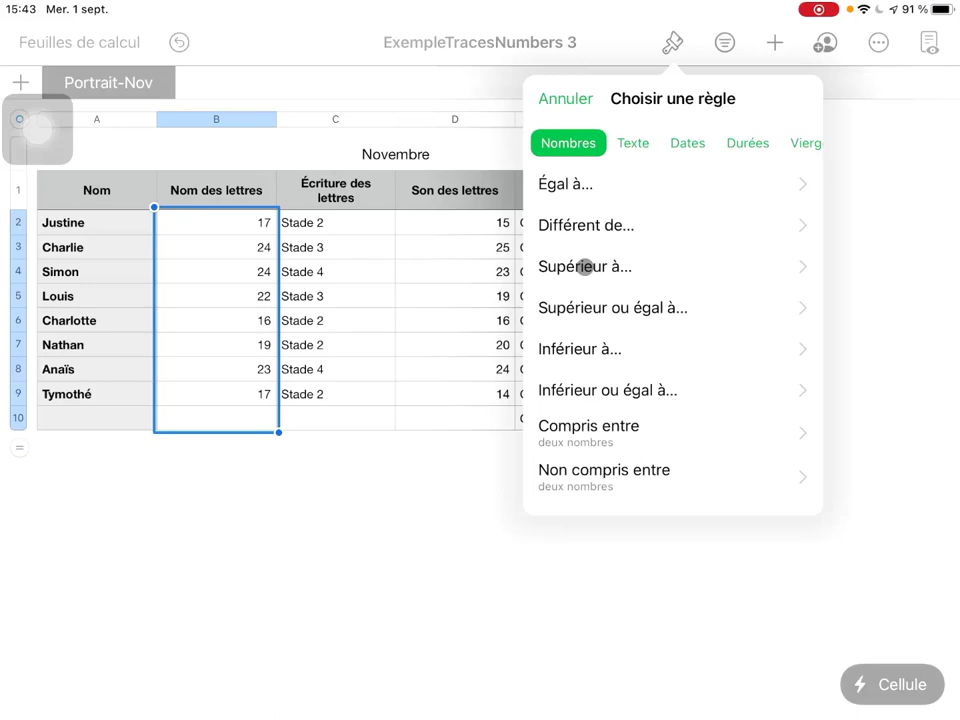 15:43 Mer. 1 sept. 91 %
Feuilles de calcul ExempleTracesNumbers 3
Portrait-Nov
A B C D
Novembre
1 Nom Nom des lettres Écriture des lettres Son des lettres
2 Justine 17 Stade 2 15
3 Charlie 24 Stade 3 25
4 Simon 24 Stade 4 23
5 Louis 22 Stade 3 19
6 Charlotte 16 Stade 2 16
7 Nathan 19 Stade 2 20
8 Anaïs 23 Stade 4 24
9 Tymothé 17 Stade 2 14
10
Annuler Choisir une règle
Nombres Texte Dates Durées Vierg
Égal à...
Différent de...
Supérieur à...
Supérieur ou égal à...
Inférieur à...
Inférieur ou égal à...
Compris entre
deux nombres
Non compris entre
deux nombres
Cellule